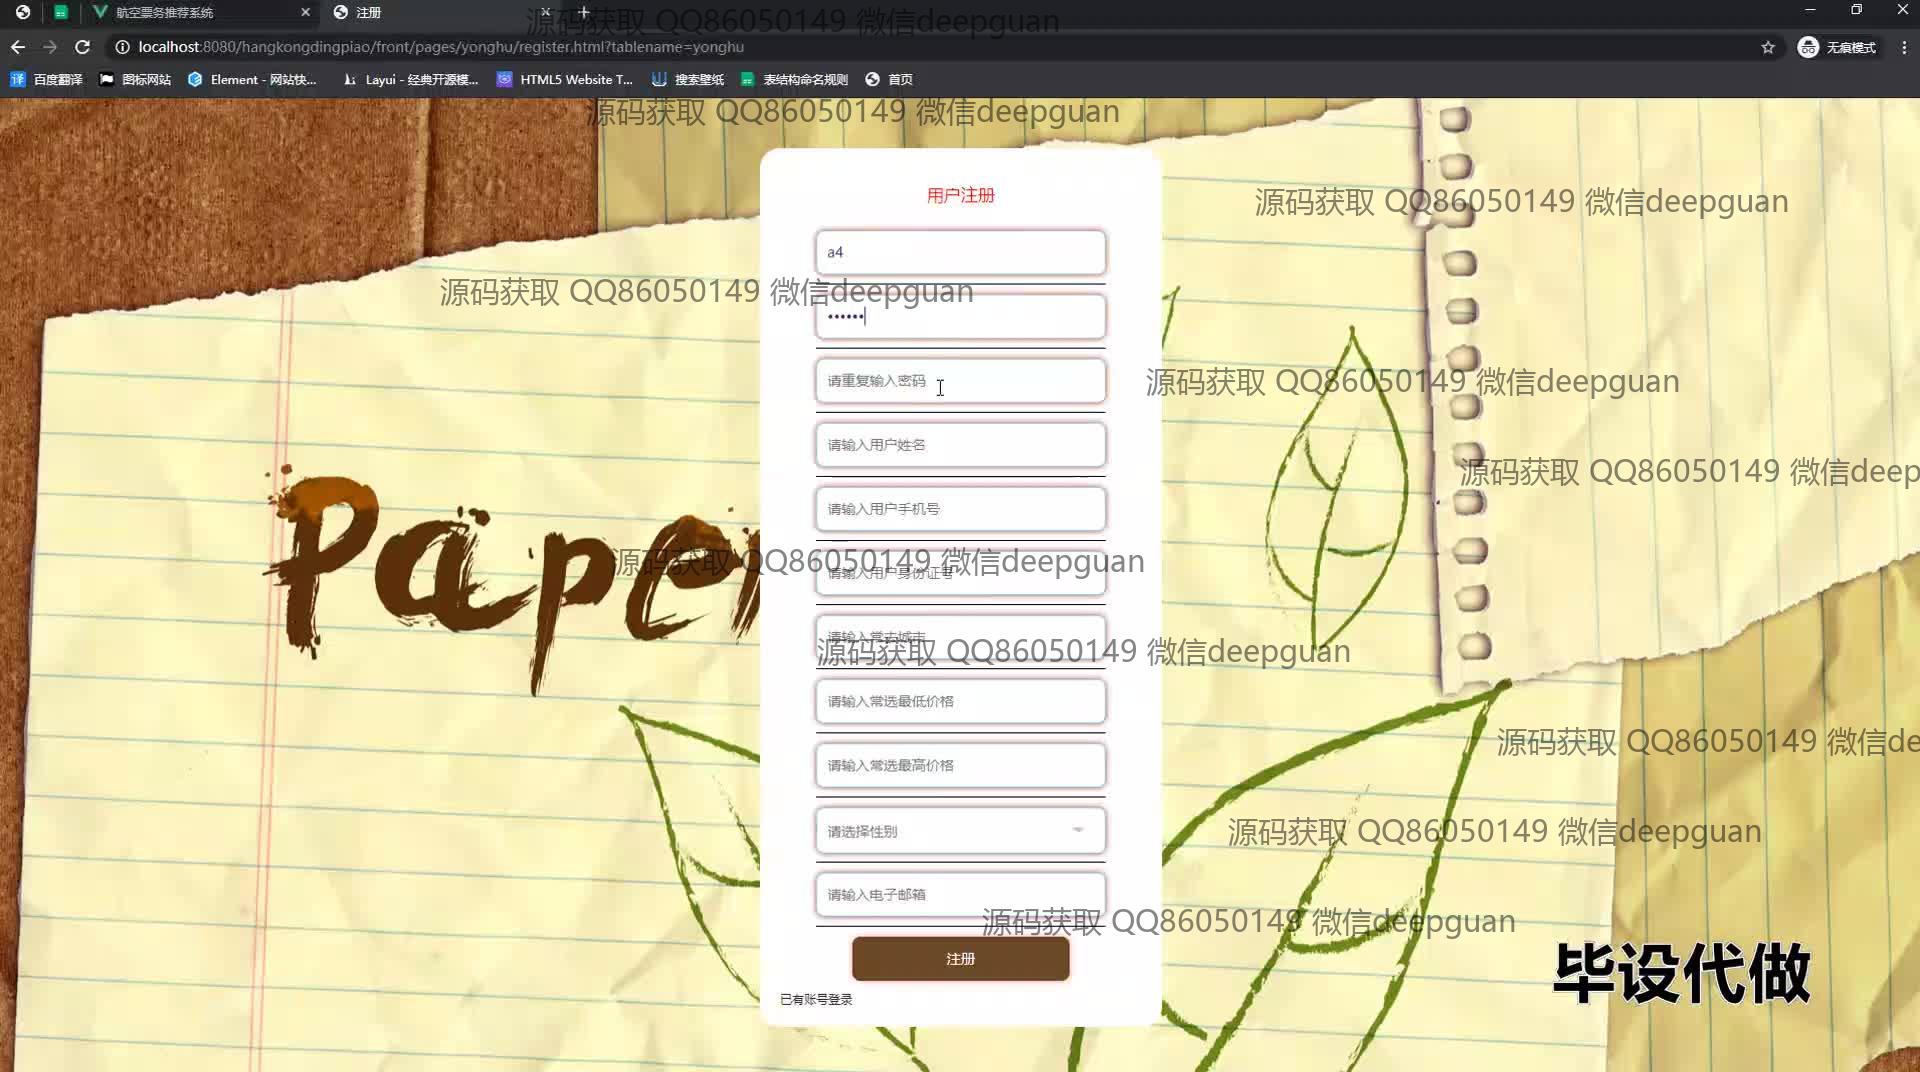 航空票务推荐系统
注册
源码获取 QQ86050149 微信deepguan
localhost:8080/hangkongdingpiao/front/pages/yonghu/register.html?tablename=yonghu
无痕模式
百度翻译
图标网站
Element - 网站快...
Layui - 经典开源模...
HTML5 Website T...
搜索壁纸
表结构命名规则
首页
源码获取 QQ86050149 微信deepguan
用户注册
源码获取 QQ86050149 微信deepguan
a4
源码获取 QQ86050149 微信deepguan
••••••
请重复输入密码
源码获取 QQ86050149 微信deepguan
请输入用户姓名
源码获取 QQ86050149 微信deep
请输入用户手机号
Paper
源码获取 QQ86050149 微信deepguan
请输入用户身份证号
请输入常去城市
源码获取 QQ86050149 微信deepguan
请输入常选最低价格
源码获取 QQ86050149 微信de
请输入常选最高价格
请选择性别
源码获取 QQ86050149 微信deepguan
请输入电子邮箱
源码获取 QQ86050149 微信deepguan
注册
毕设代做
已有账号登录